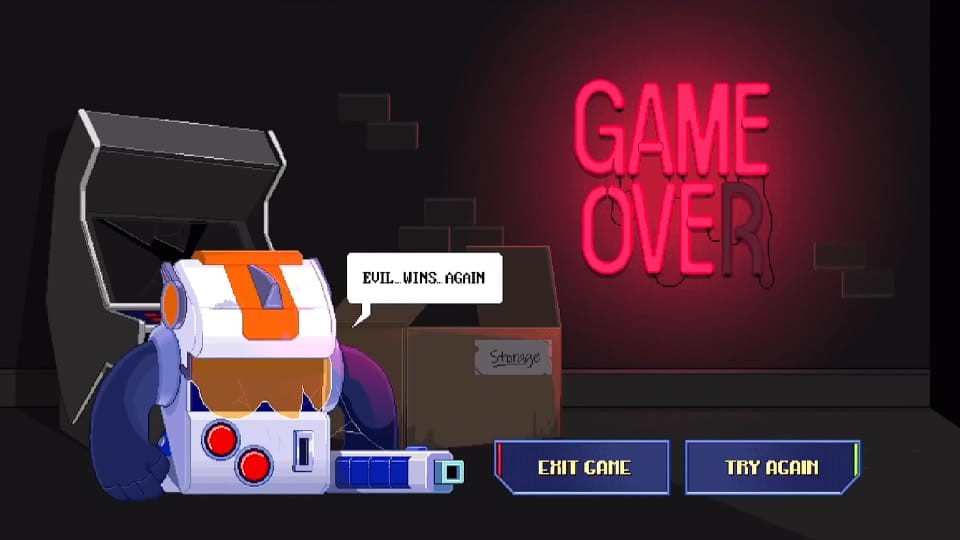 GAME
OVER
EVIL...WINS...AGAIN
Storage
EXIT GAME
TRY AGAIN